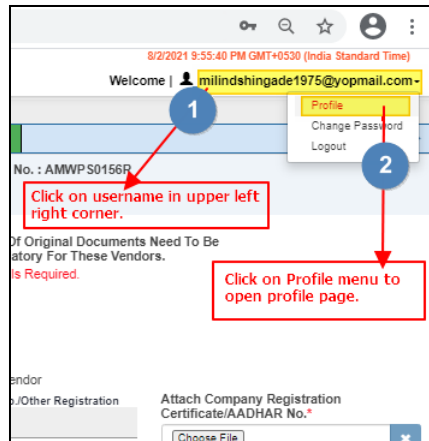 8/2/2021 9:55:40 PM GMT+0530 (India Standard Time)
Welcome | milindshingade1975@yopmail.com
1
Profile
Change Password
Logout
2
No. : AMWPS0156R
Click on username in upper left
right corner.
Of Original Documents Need To Be
atory For These Vendors.
Is Required.
Click on Profile menu to
open profile page.
endor
o./Other Registration
Attach Company Registration
Certificate/AADHAR No.*
Choose File